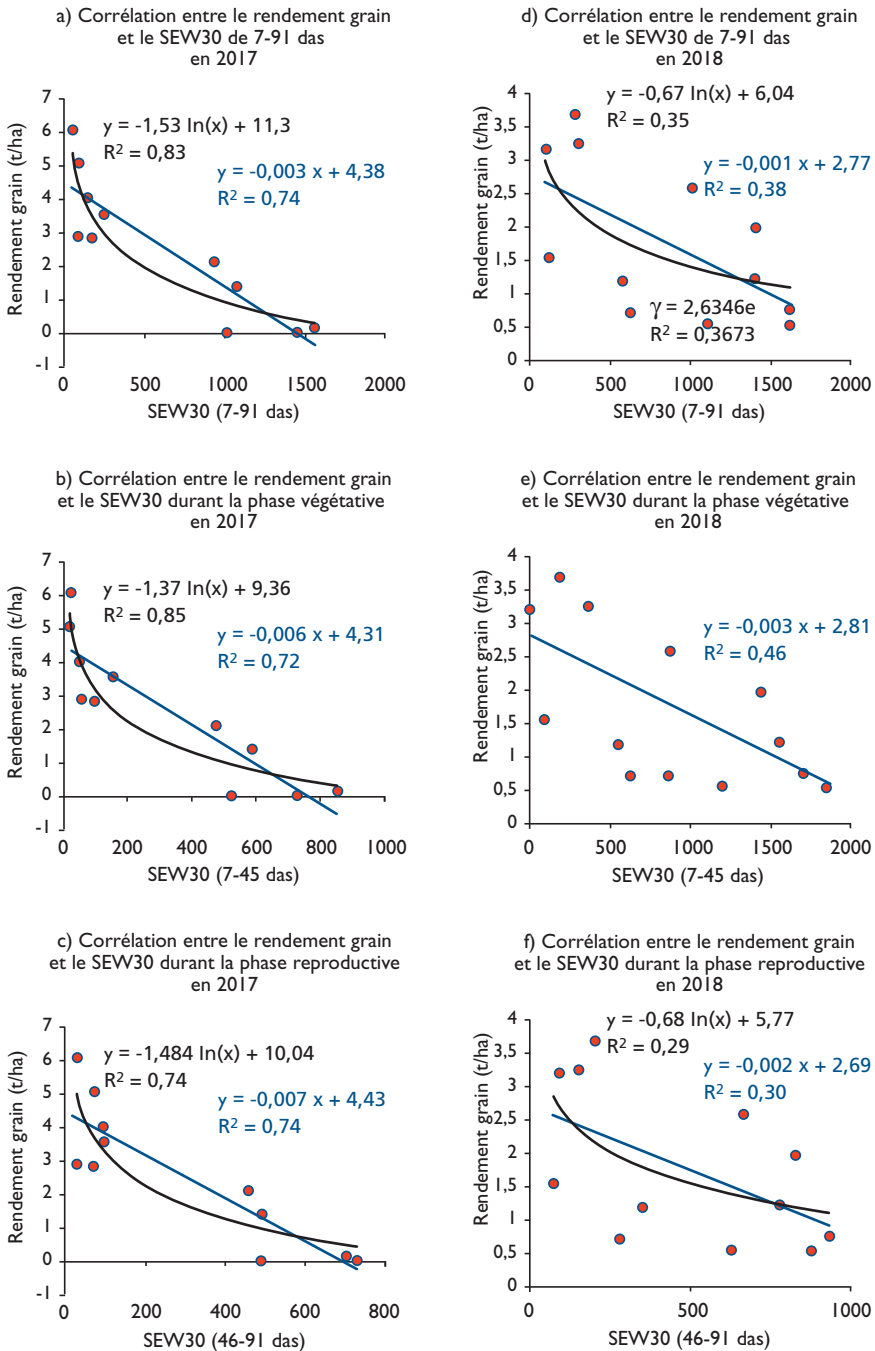 a) Corrélation entre le rendement grain
et le SEW30 de 7-91 das
en 2017
Rendement grain (t/ha)
7
6
5
4
3
2
1
0
-1
y = -1,53 ln(x) + 11,3
R² = 0,83
y = -0,003 x + 4,38
R² = 0,74
0 500 1000 1500 2000
SEW30 (7-91 das)
d) Corrélation entre le rendement grain
et le SEW30 de 7-91 das
en 2018
Rendement grain (t/ha)
4
3,5
3
2,5
2
1,5
1
0,5
0
y = -0,67 ln(x) + 6,04
R² = 0,35
y = -0,001 x + 2,77
R² = 0,38
γ = 2,6346e
R² = 0,3673
0 500 1000 1500 2000
SEW30 (7-91 das)
b) Corrélation entre le rendement grain
et le SEW30 durant la phase végétative
en 2017
Rendement grain (t/ha)
7
6
5
4
3
2
1
0
-1
y = -1,37 ln(x) + 9,36
R² = 0,85
y = -0,006 x + 4,31
R² = 0,72
0 200 400 600 800 1000
SEW30 (7-45 das)
e) Corrélation entre le rendement grain
et le SEW30 durant la phase végétative
en 2018
Rendement grain (t/ha)
4
3,5
3
2,5
2
1,5
1
0,5
0
y = -0,003 x + 2,81
R² = 0,46
0 500 1000 1500 2000
SEW30 (7-45 das)
c) Corrélation entre le rendement grain
et le SEW30 durant la phase reproductive
en 2017
Rendement grain (t/ha)
7
6
5
4
3
2
1
0
-1
y = -1,484 ln(x) + 10,04
R² = 0,74
y = -0,007 x + 4,43
R² = 0,74
0 200 400 600 800
SEW30 (46-91 das)
f) Corrélation entre le rendement grain
et le SEW30 durant la phase reproductive
en 2018
Rendement grain (t/ha)
4
3,5
3
2,5
2
1,5
1
0,5
0
y = -0,68 ln(x) + 5,77
R² = 0,29
y = -0,002 x + 2,69
R² = 0,30
0 500 1000
SEW30 (46-91 das)